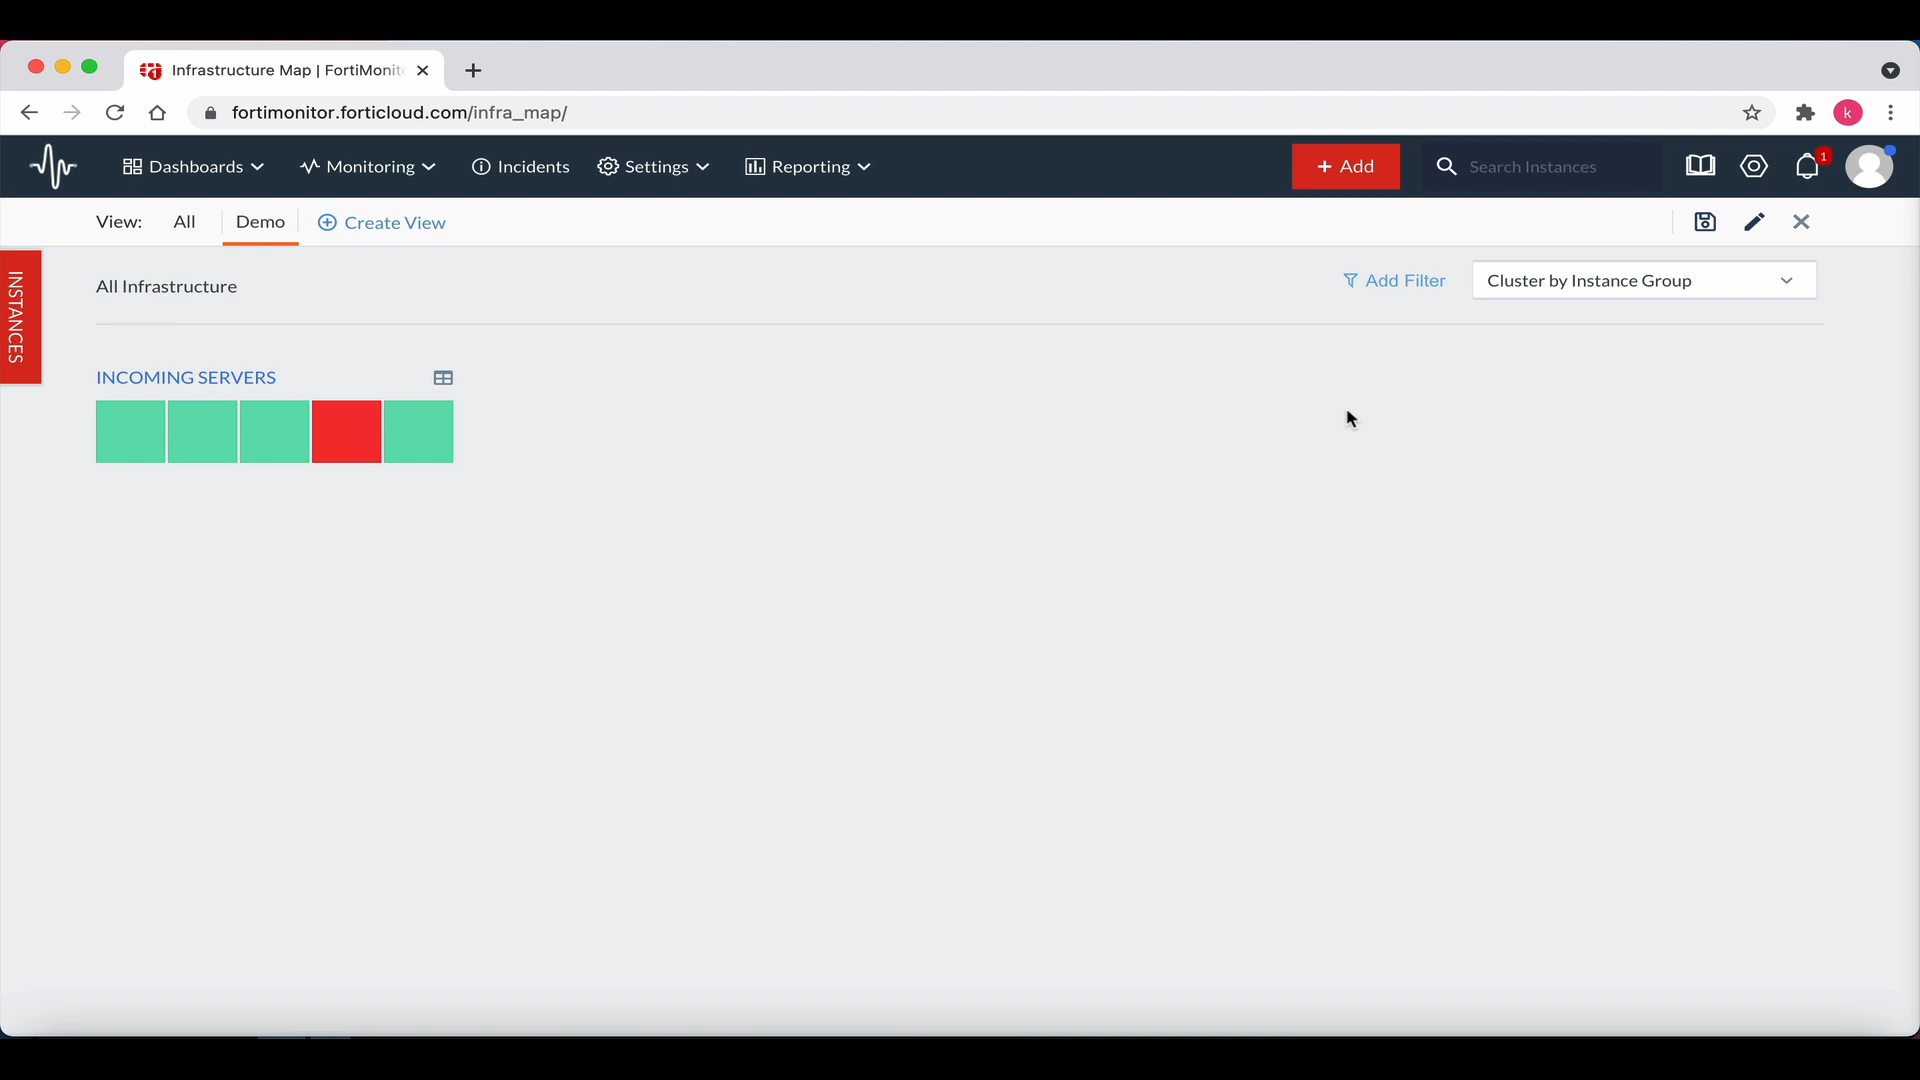 Infrastructure Map | FortiMonit
fortimonitor.forticloud.com/infra_map/
k
Dashboards
Monitoring
Incidents
Settings
Reporting
+ Add
Search Instances
1
View:
All
Demo
Create View
INSTANCES
All Infrastructure
Add Filter
Cluster by Instance Group
INCOMING SERVERS